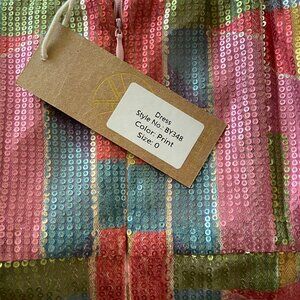 Dress
Style No.: BY348
Color: Print
Size: 0